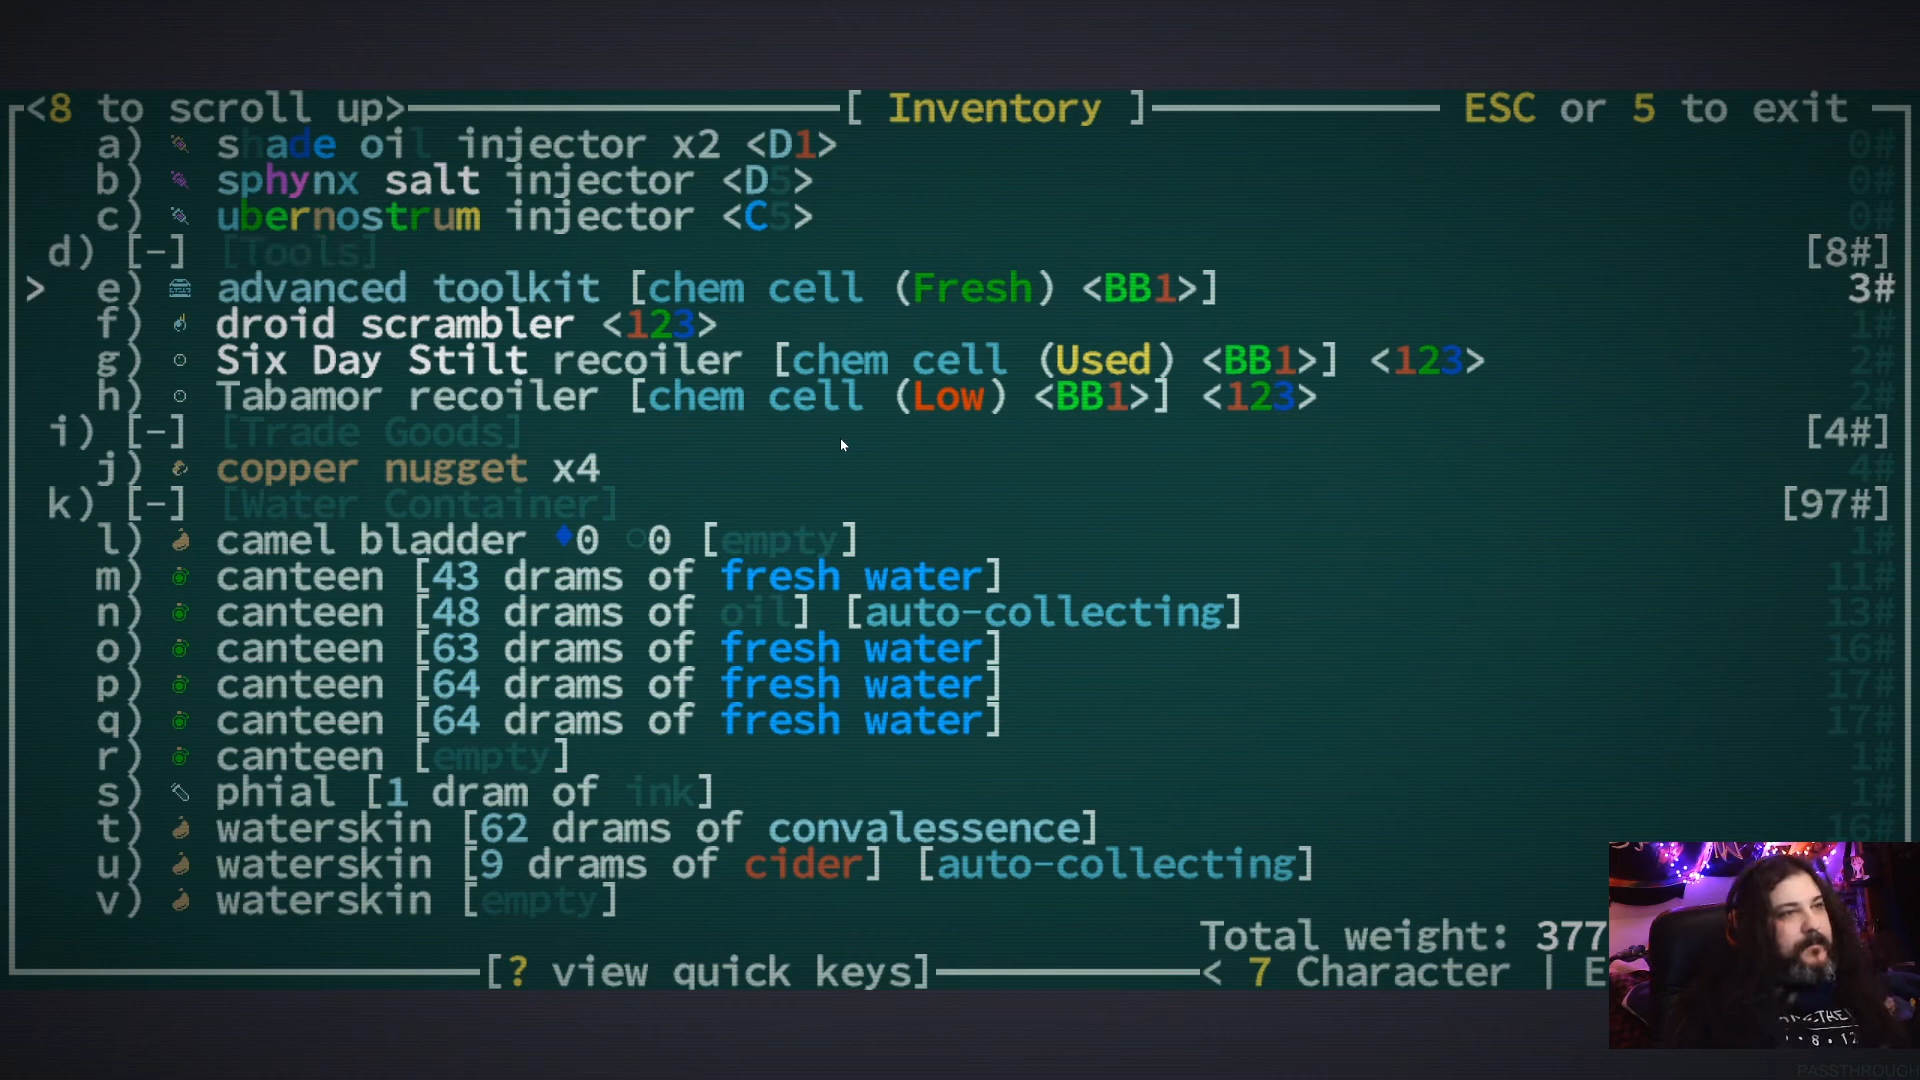 <8 to scroll up> [ Inventory ] ESC or 5 to exit
a) shade oil injector x2 <D1> 0#
b) sphynx salt injector <D5> 0#
c) ubernostrum injector <C5> 0#
d) [-] [Tools] [8#]
> e) advanced toolkit [chem cell (Fresh) <BB1>] 3#
f) droid scrambler <123> 1#
g) Six Day Stilt recoiler [chem cell (Used) <BB1>] <123> 2#
h) Tabamor recoiler [chem cell (Low) <BB1>] <123> 2#
i) [-] [Trade Goods] [4#]
j) copper nugget x4 4#
k) [-] [Water Container] [97#]
l) camel bladder ♦0 ○0 [empty] 1#
m) canteen [43 drams of fresh water] 11#
n) canteen [48 drams of oil] [auto-collecting] 13#
o) canteen [63 drams of fresh water] 16#
p) canteen [64 drams of fresh water] 17#
q) canteen [64 drams of fresh water] 17#
r) canteen [empty] 1#
s) phial [1 dram of ink] 1#
t) waterskin [62 drams of convalessence] 16#
u) waterskin [9 drams of cider] [auto-collecting]
v) waterskin [empty]
Total weight: 377
[? view quick keys] < 7 Character | E
PASSTHROUGH